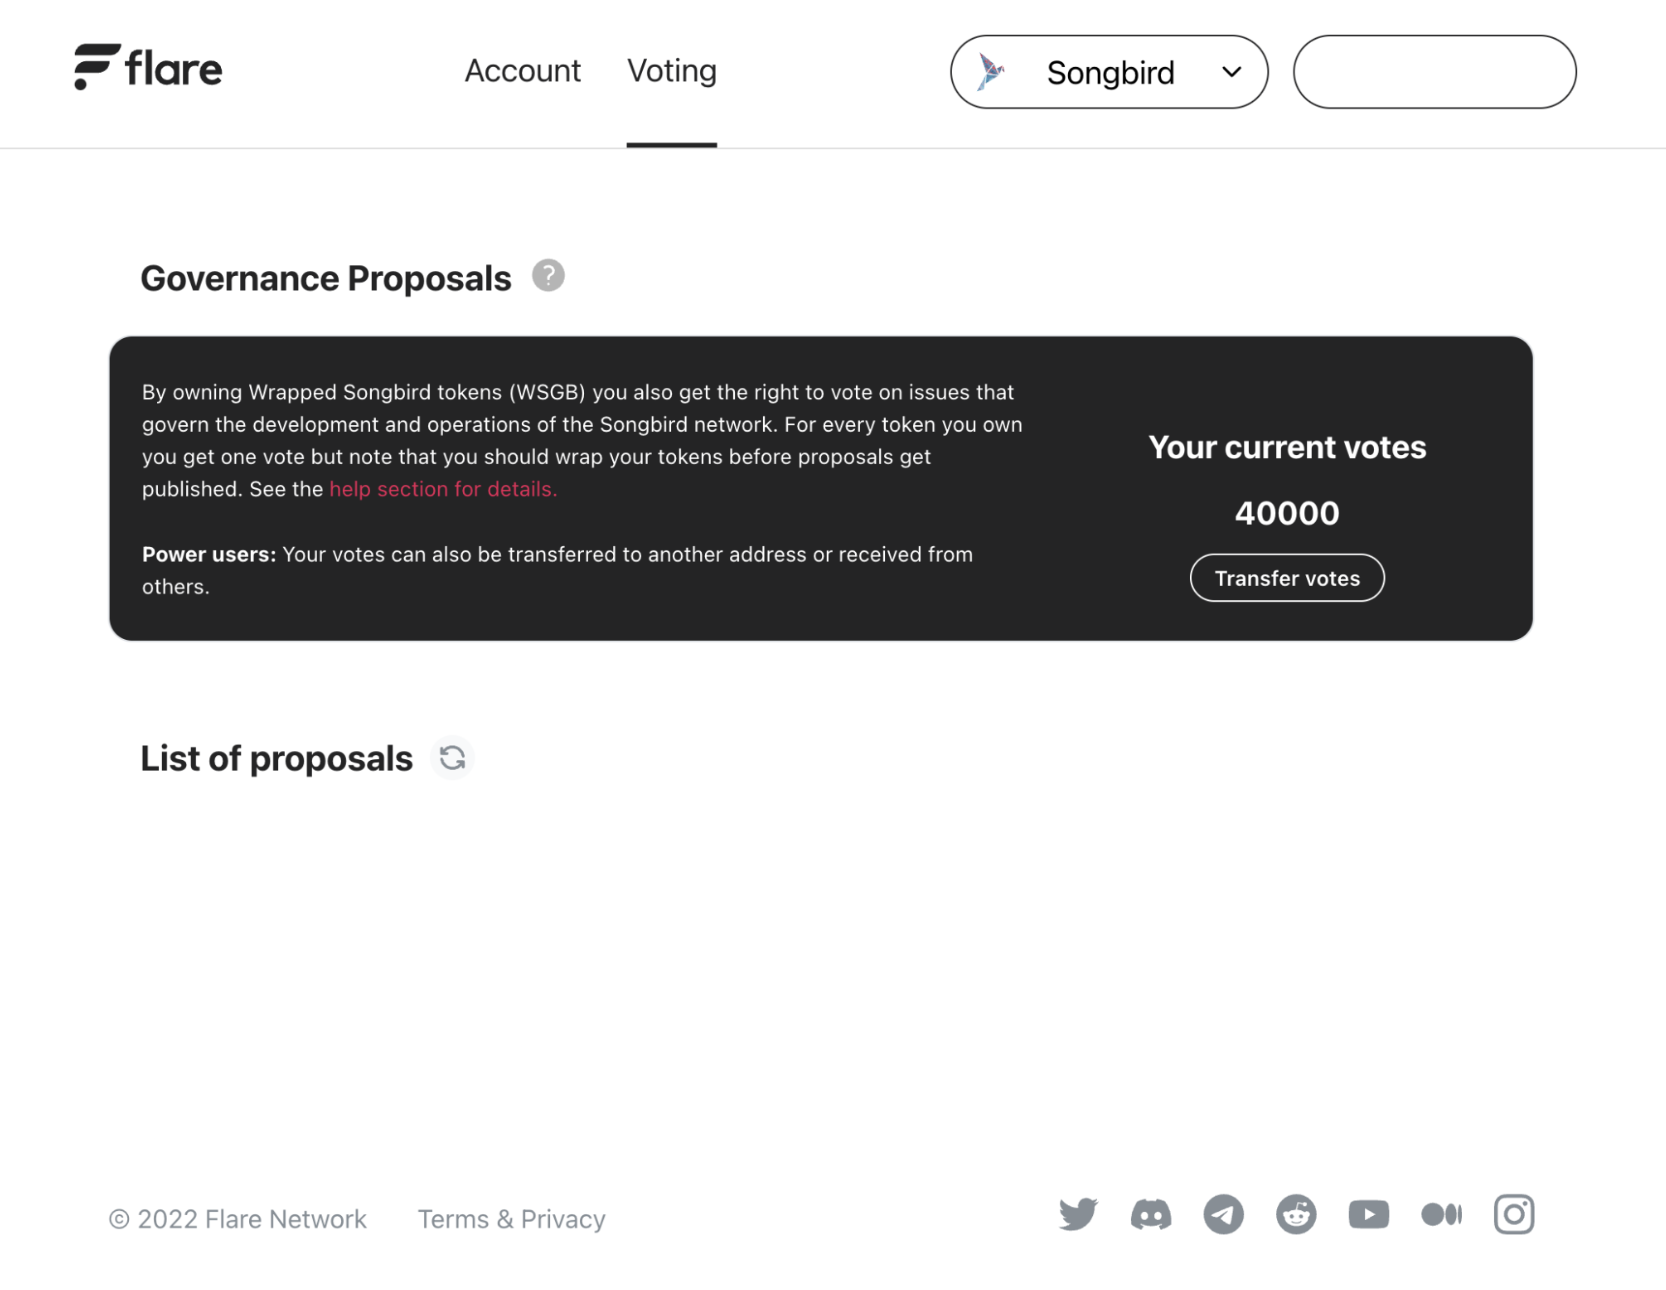 flare
Account
Voting
Songbird
Governance Proposals
?
By owning Wrapped Songbird tokens (WSGB) you also get the right to vote on issues that
govern the development and operations of the Songbird network. For every token you own
you get one vote but note that you should wrap your tokens before proposals get
published. See the help section for details.
Power users: Your votes can also be transferred to another address or received from
others.
Your current votes
40000
Transfer votes
List of proposals
© 2022 Flare Network
Terms & Privacy